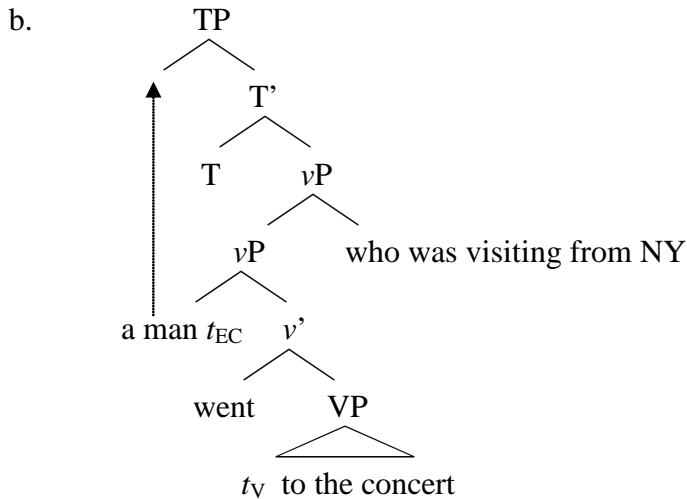 b. TP
T’
T vP
vP who was visiting from NY
a man tEC v’
went VP
tV to the concert